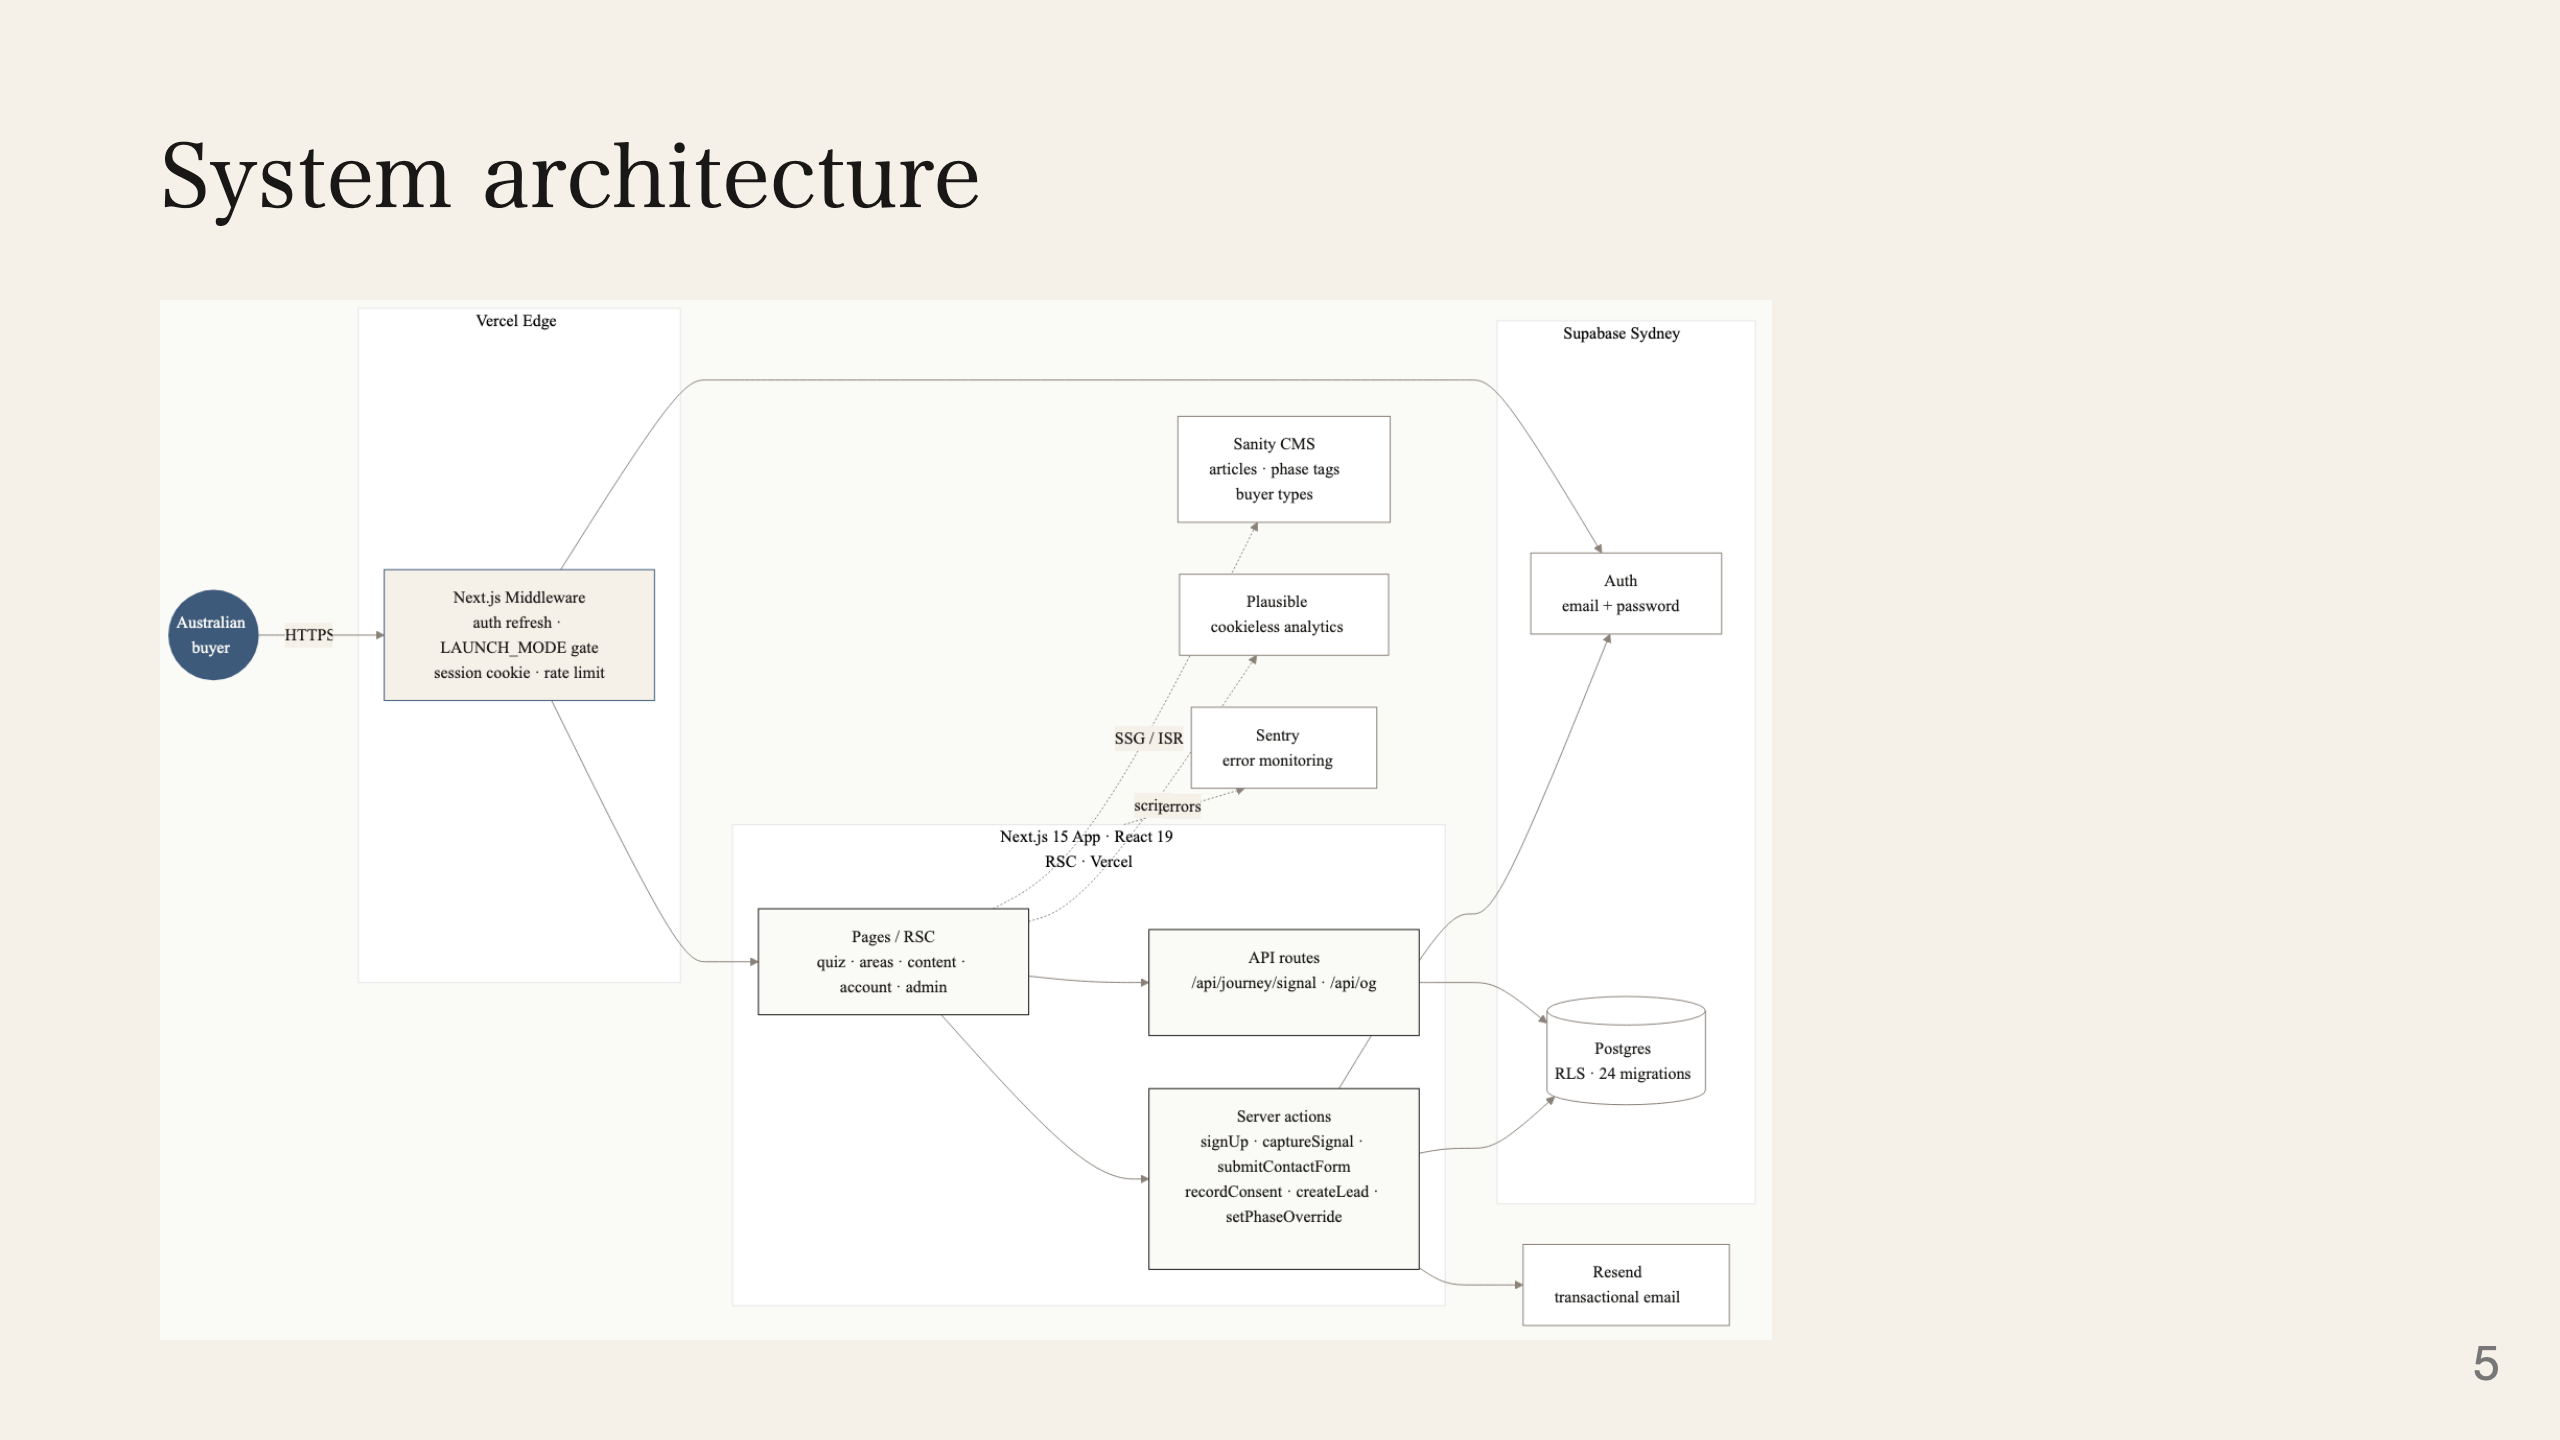 System architecture
Vercel Edge
Supabase Sydney
Sanity CMS
articles · phase tags
buyer types
Auth
email + password
Next.js Middleware
auth refresh ·
LAUNCH_MODE gate
session cookie · rate limit
Australian
buyer
HTTPS
Plausible
cookieless analytics
SSG / ISR
Sentry
error monitoring
errors
Next.js 15 App · React 19
RSC · Vercel
Pages / RSC
quiz · areas · content ·
account · admin
API routes
/api/journey/signal · /api/og
Postgres
RLS · 24 migrations
Server actions
signUp · captureSignal ·
submitContactForm
recordConsent · createLead ·
setPhaseOverride
Resend
transactional email
5